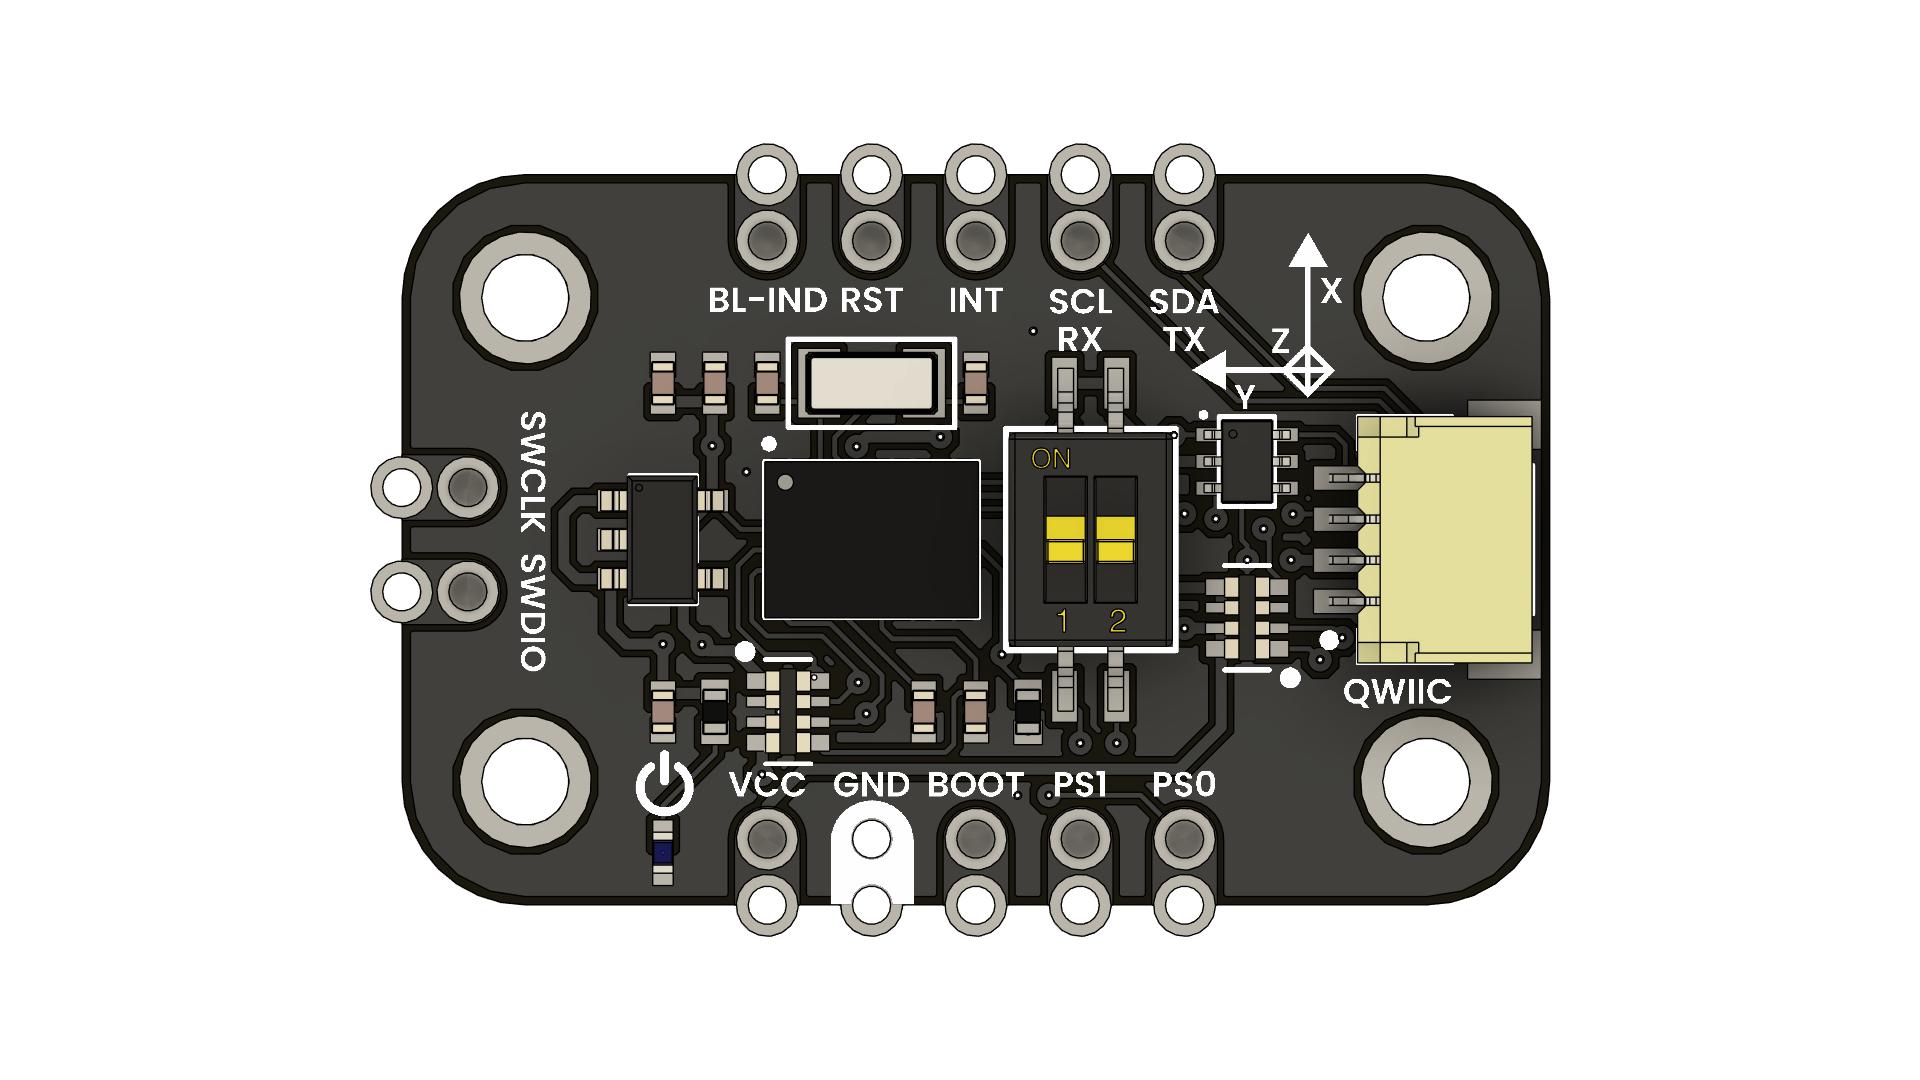 BL-IND RST INT SCL SDA
RX TX
X
Z
Y
ON
1 2
SWCLK SWDIO
QWIIC
VCC GND BOOT PS1 PS0